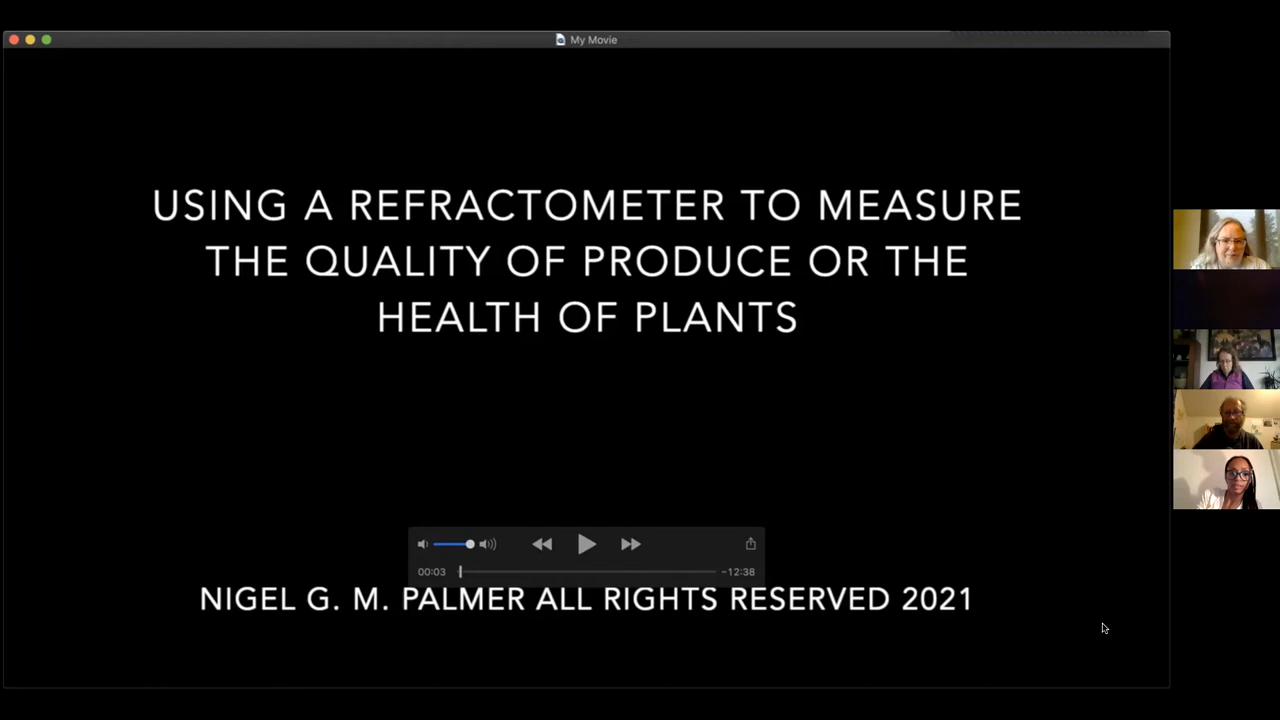 My Movie
USING A REFRACTOMETER TO MEASURE
THE QUALITY OF PRODUCE OR THE
HEALTH OF PLANTS
00:03
-12:38
NIGEL G. M. PALMER ALL RIGHTS RESERVED 2021